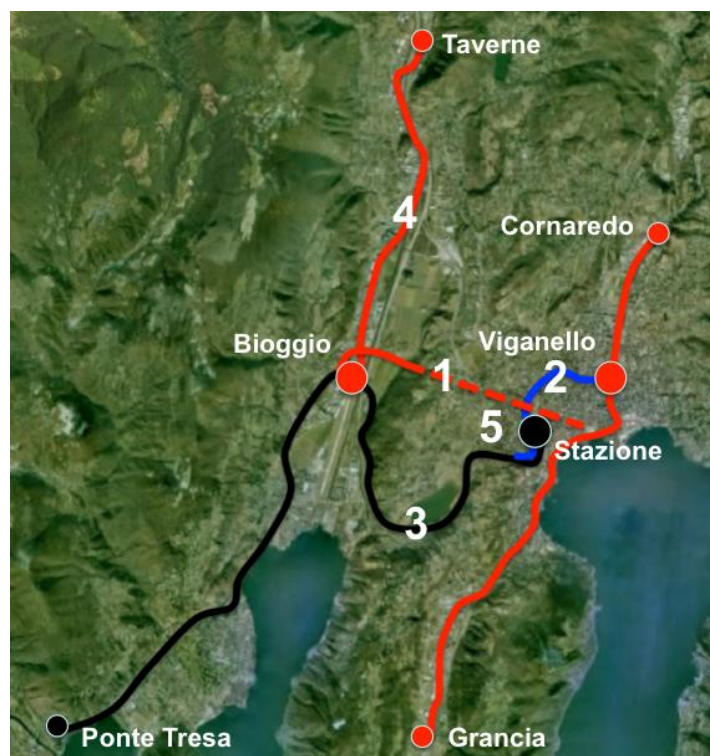 Taverne
4
Cornaredo
Bioggio
Viganello
1
2
5
Stazione
3
Ponte Tresa
Grancia